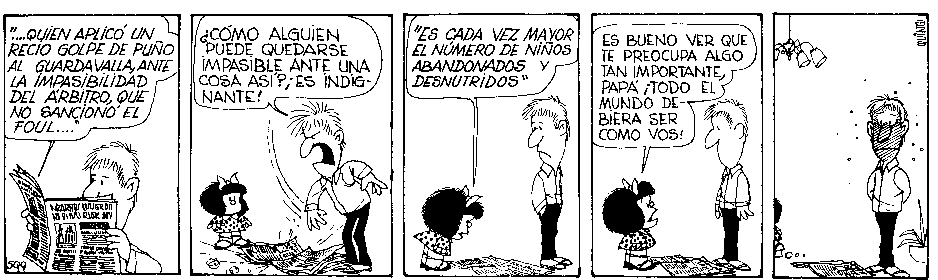 "....QUIEN APLICÓ UN
RECIO GOLPE DE PUÑO
AL GUARDAVALLA, ANTE
LA IMPASIBILIDAD
DEL ÁRBITRO, QUE
NO SANCIONÓ EL
FOUL...."
¿CÓMO ALGUIEN
PUEDE QUEDARSE
IMPASIBLE ANTE UNA
COSA ASÍ?, ¡ES INDIG-
NANTE!
"ES CADA VEZ MAYOR
EL NÚMERO DE NIÑOS
ABANDONADOS Y
DESNUTRIDOS"
ES BUENO VER QUE
TE PREOCUPA ALGO
TAN IMPORTANTE,
PAPÁ ¡TODO EL
MUNDO DE-
BIERA SER
COMO VOS!
QUINO
599